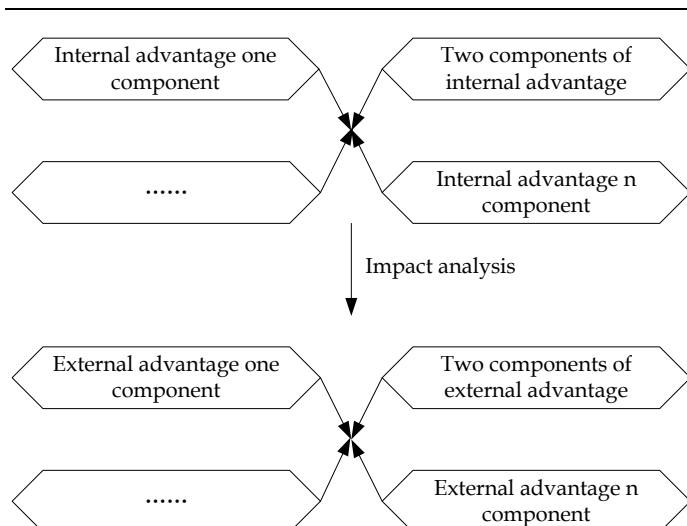 Internal advantage one
component
Two components of
internal advantage
......
Internal advantage n
component
Impact analysis
External advantage one
component
Two components of
external advantage
......
External advantage n
component